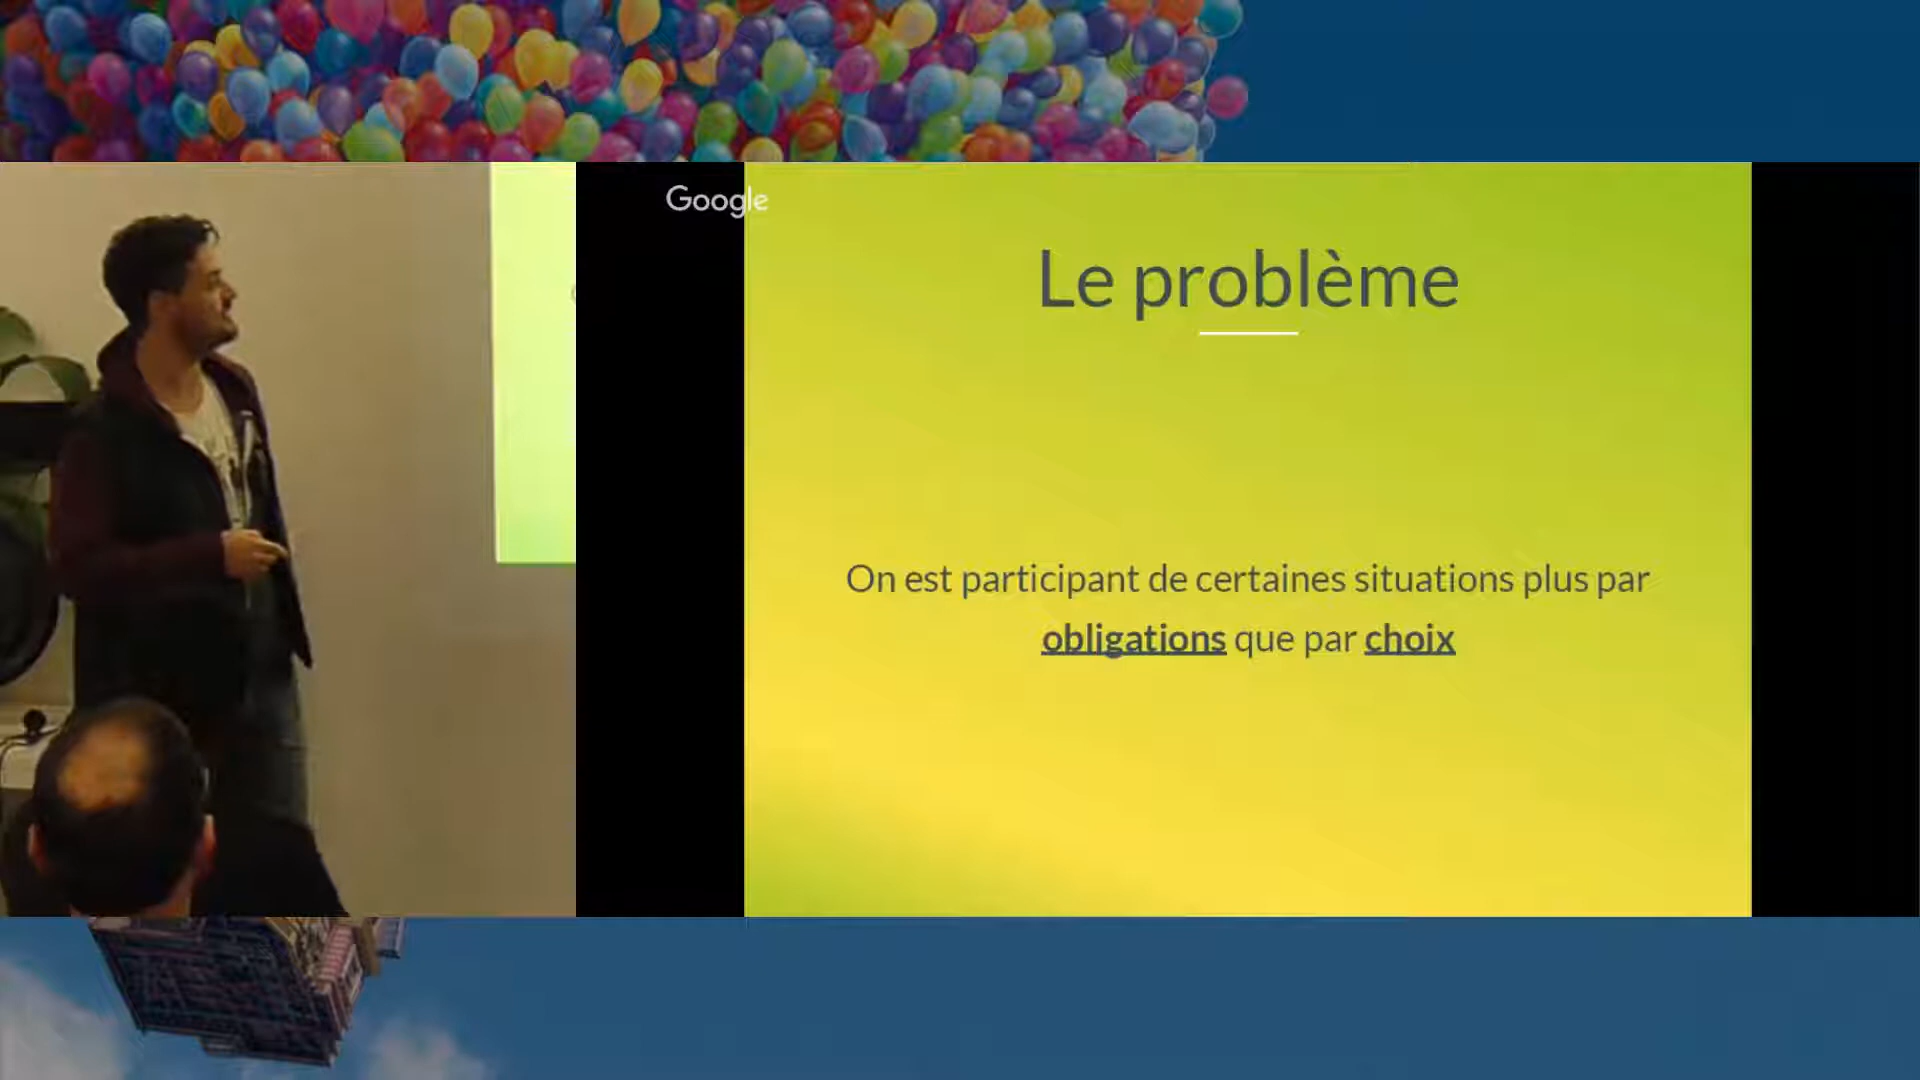 Google
Le problème
On est participant de certaines situations plus par
obligations que par choix